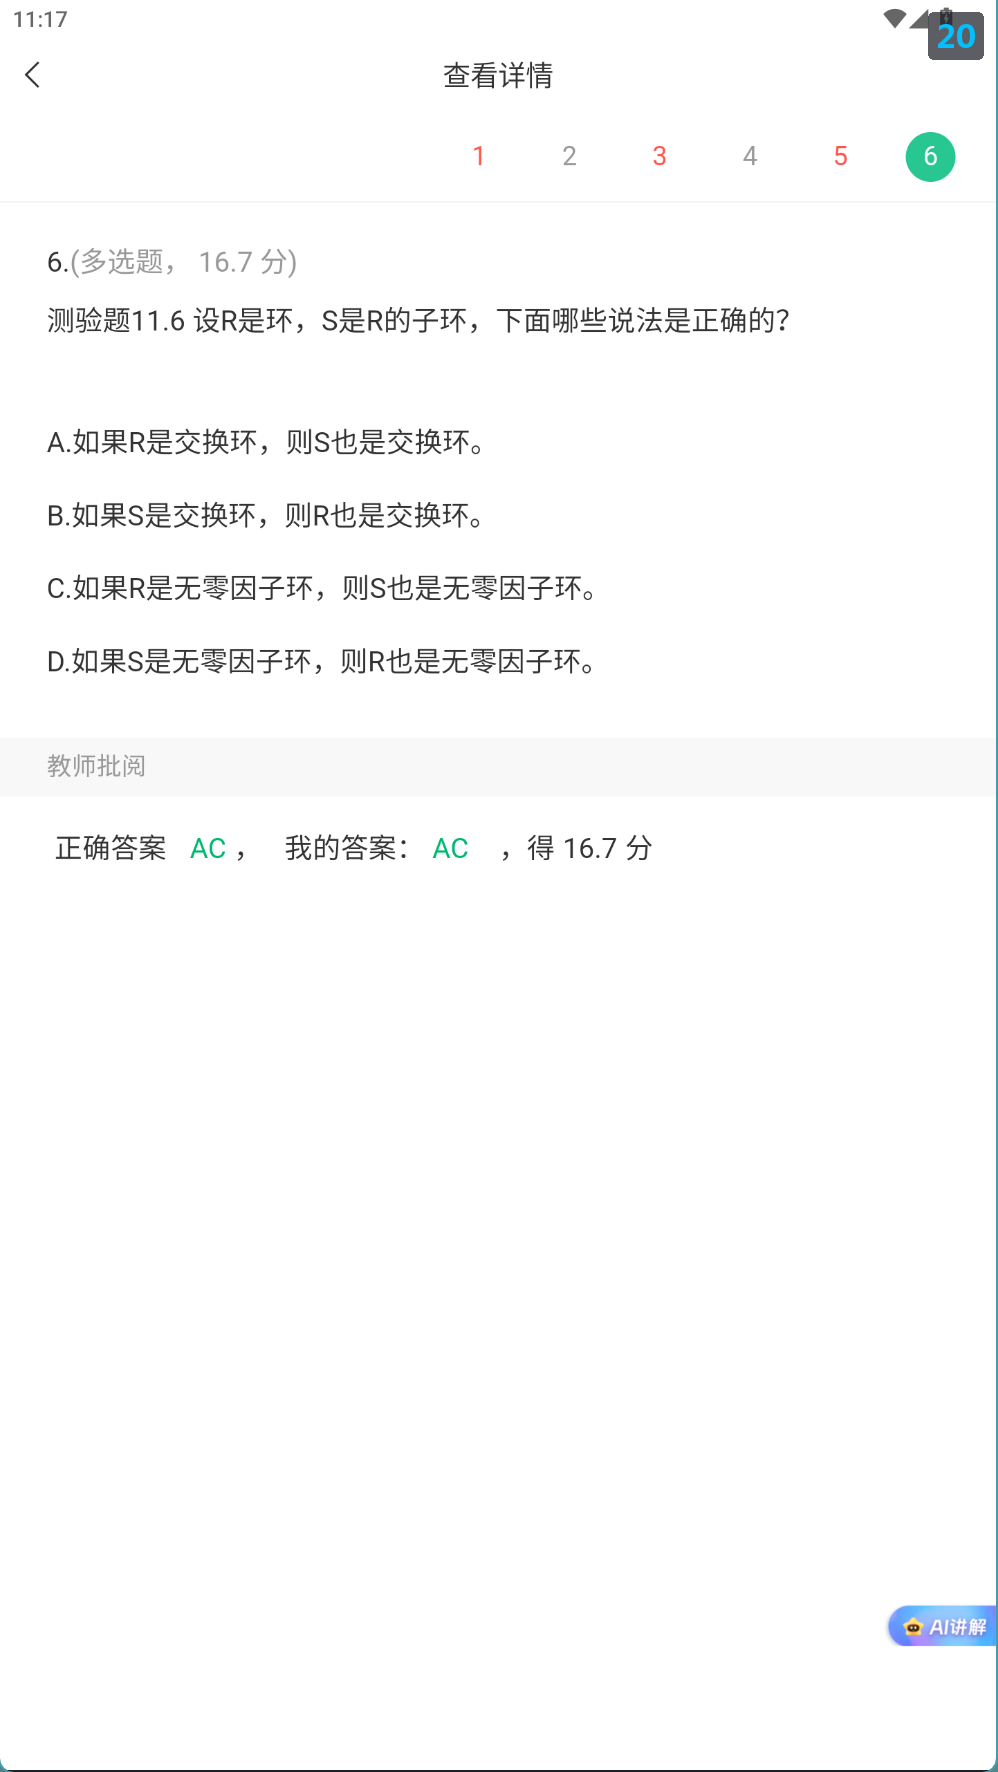 11:17
20
查看详情
1 2 3 4 5 6
6.(多选题， 16.7 分)
测验题11.6 设R是环，S是R的子环，下面哪些说法是正确的？
A.如果R是交换环，则S也是交换环。
B.如果S是交换环，则R也是交换环。
C.如果R是无零因子环，则S也是无零因子环。
D.如果S是无零因子环，则R也是无零因子环。
教师批阅
正确答案 AC ， 我的答案： AC ，得 16.7 分
AI讲解